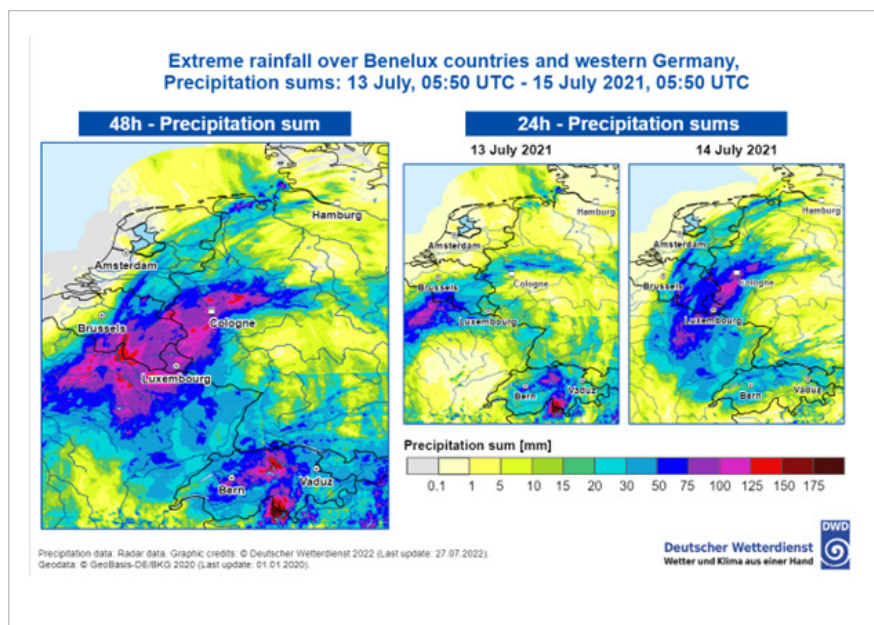 Extreme rainfall over Benelux countries and western Germany,
Precipitation sums: 13 July, 05:50 UTC - 15 July 2021, 05:50 UTC
48h - Precipitation sum
Hamburg
Amsterdam
Brussels
Cologne
Luxembourg
Bern
Vaduz
24h - Precipitation sums
13 July 2021
Hamburg
Amsterdam
Brussels
Cologne
Luxembourg
Bern
Vaduz
14 July 2021
Hamburg
Amsterdam
Brussels
Cologne
Luxembourg
Bern
Vaduz
Precipitation sum [mm]
0.1 1 5 10 15 20 30 50 75 100 125 150 175
Precipitation data: Radar data. Graphic credits: © Deutscher Wetterdienst 2022 (Last update: 27.07.2022).
Geodata: © GeoBasis-DE/BKG 2020 (Last update: 01.01.2020).
Deutscher Wetterdienst
Wetter und Klima aus einer Hand
DWD